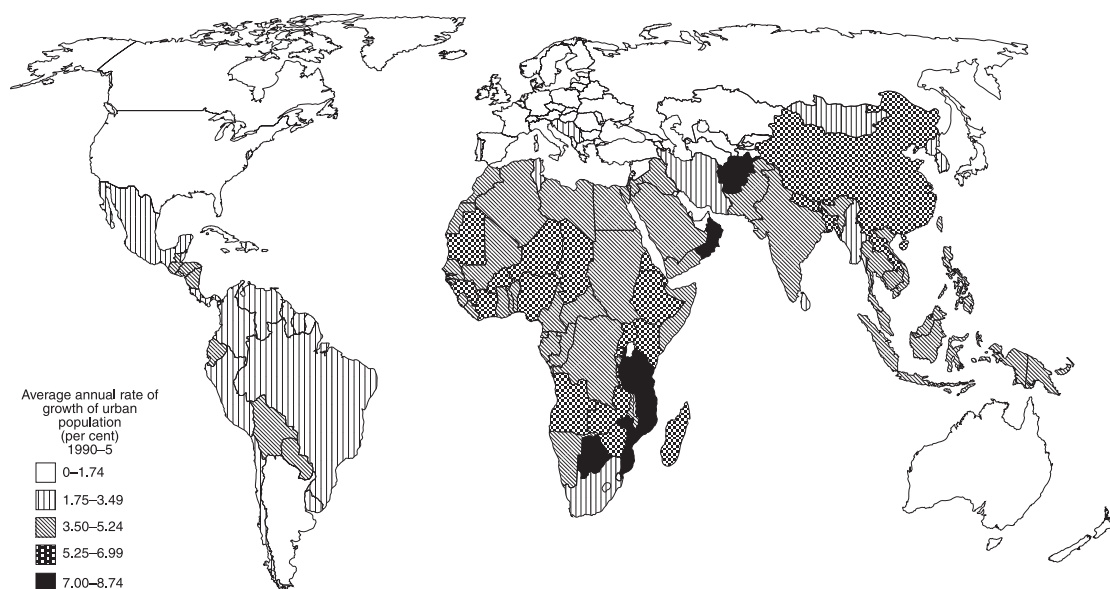 Average annual rate of
growth of urban
population
(per cent)
1990–5
0–1.74
1.75–3.49
3.50–5.24
5.25–6.99
7.00–8.74